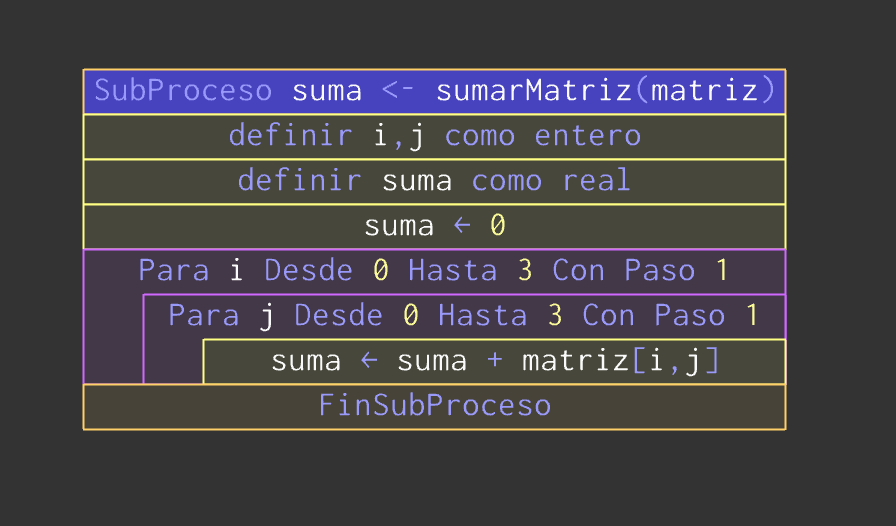 SubProceso suma <- sumarMatriz(matriz)
definir i,j como entero
definir suma como real
suma ← 0
Para i Desde 0 Hasta 3 Con Paso 1
Para j Desde 0 Hasta 3 Con Paso 1
suma ← suma + matriz[i,j]
FinSubProceso